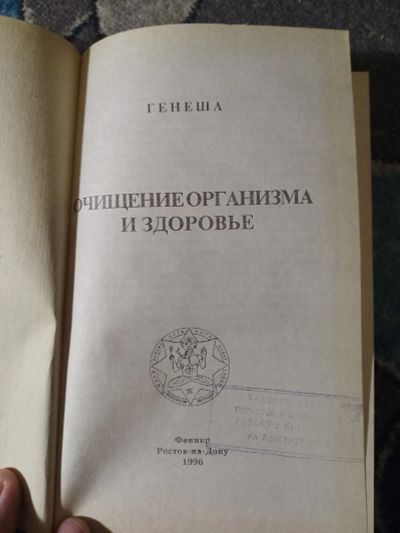 ГЕНЕША
ОЧИЩЕНИЕ ОРГАНИЗМА
И ЗДОРОВЬЕ
Феникс
Ростов-на-Дону
1996